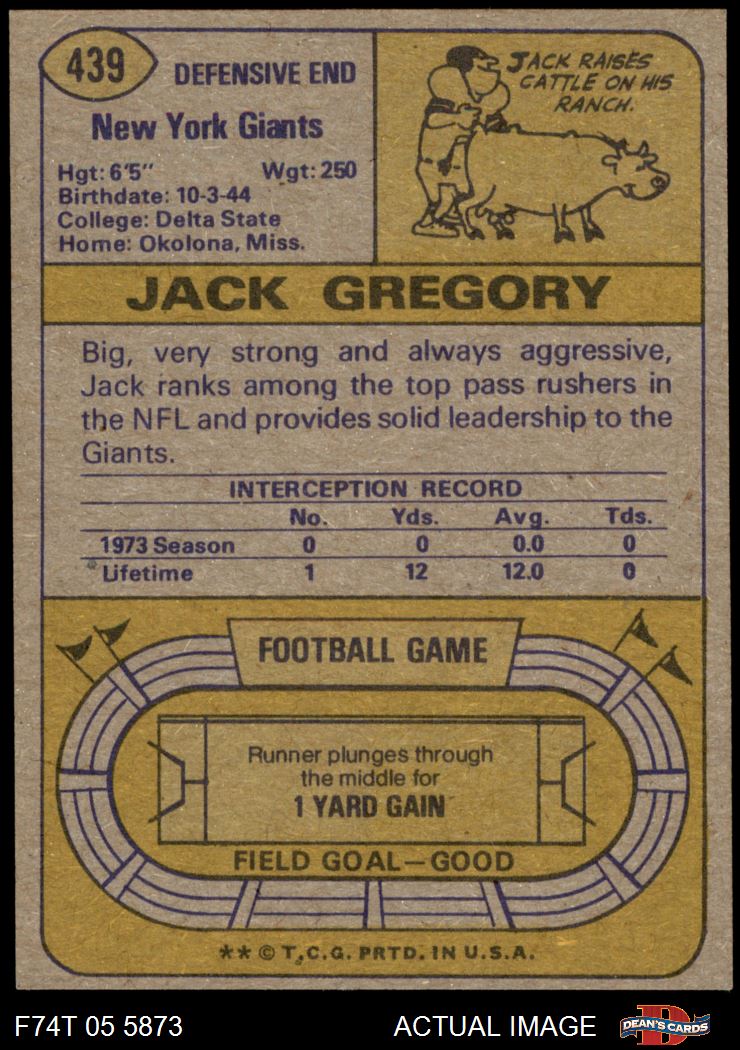 439
DEFENSIVE END
New York Giants
Hgt: 6'5" Wgt: 250
Birthdate: 10-3-44
College: Delta State
Home: Okolona, Miss.
JACK RAISES
CATTLE ON HIS
RANCH.
JACK GREGORY
Big, very strong and always aggressive,
Jack ranks among the top pass rushers in
the NFL and provides solid leadership to the
Giants.
INTERCEPTION RECORD
No. Yds. Avg. Tds.
1973 Season 0 0 0.0 0
Lifetime 1 12 12.0 0
FOOTBALL GAME
Runner plunges through
the middle for
1 YARD GAIN
FIELD GOAL—GOOD
** © T.C.G. PRTD. IN U.S.A.
F74T 05 5873 ACTUAL IMAGE
D
DEAN'S CARDS